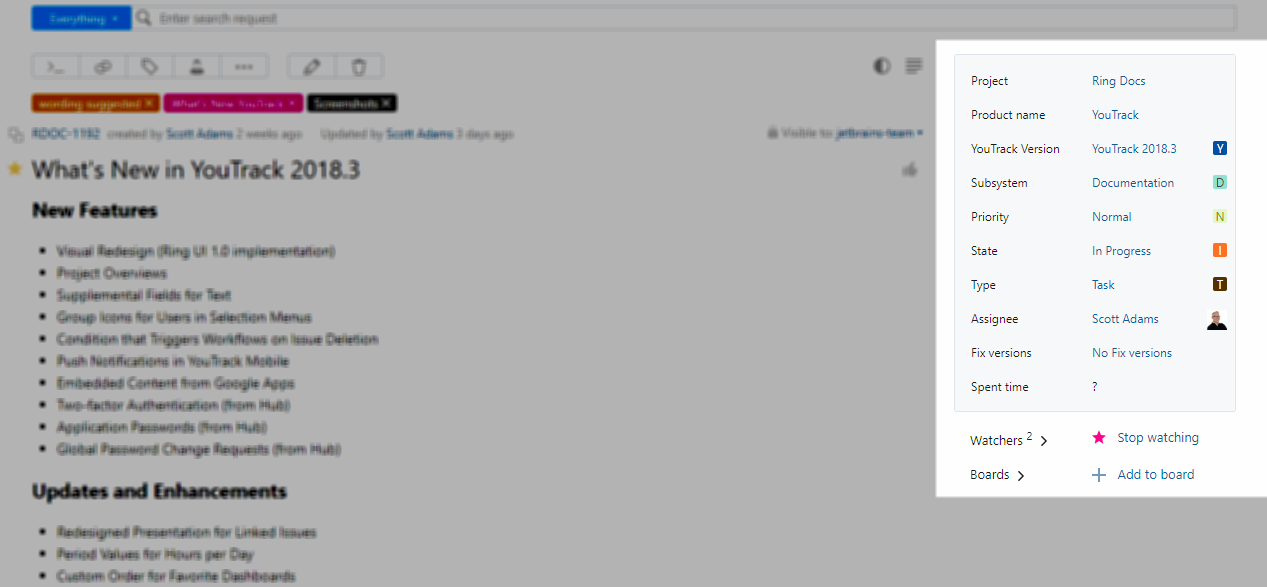 Everything
Enter search request
wording suggested ×
What's New YouTrack ×
Screenshots ×
RDOC-1192 created by Scott Adams 2 weeks ago Updated by Scott Adams 3 days ago
Visible to: jetbrains-team
What's New in YouTrack 2018.3
New Features
• Visual Redesign (Ring UI 1.0 implementation)
• Project Overviews
• Supplemental Fields for Text
• Group Icons for Users in Selection Menus
• Condition that Triggers Workflows on Issue Deletion
• Push Notifications in YouTrack Mobile
• Embedded Content from Google Apps
• Two-factor Authentication (from Hub)
• Application Passwords (from Hub)
• Global Password Change Requests (from Hub)
Updates and Enhancements
• Redesigned Presentation for Linked Issues
• Period Values for Hours per Day
• Custom Order for Favorite Dashboards
Project Ring Docs
Product name YouTrack
YouTrack Version YouTrack 2018.3 Y
Subsystem Documentation D
Priority Normal N
State In Progress I
Type Task T
Assignee Scott Adams
Fix versions No Fix versions
Spent time ?
Watchers 2 Stop watching
Boards Add to board